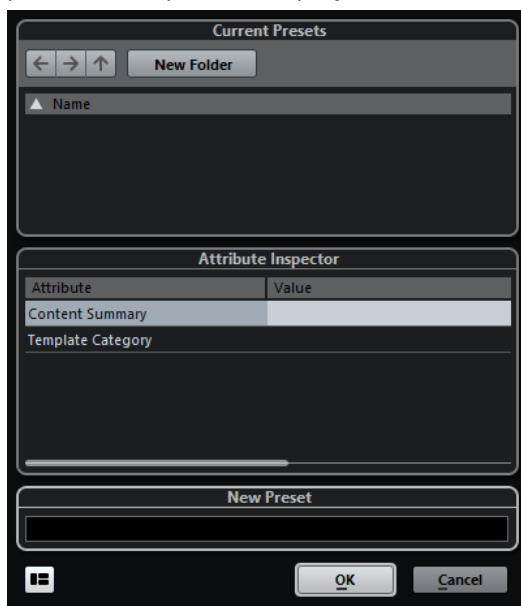 Current Presets
New Folder
Name
Attribute Inspector
Attribute Value
Content Summary
Template Category
New Preset
OK Cancel